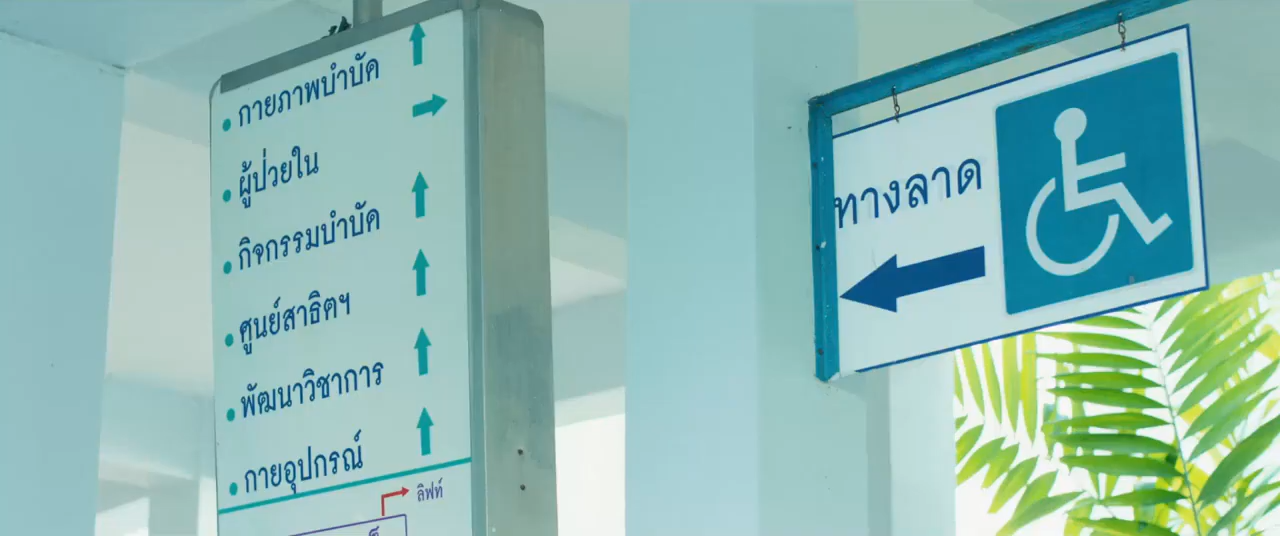 กายภาพบำบัด
ผู้ป่วยใน
กิจกรรมบำบัด
ศูนย์สาธิตฯ
พัฒนาวิชาการ
กายอุปกรณ์
ลิฟท์
ทางลาด